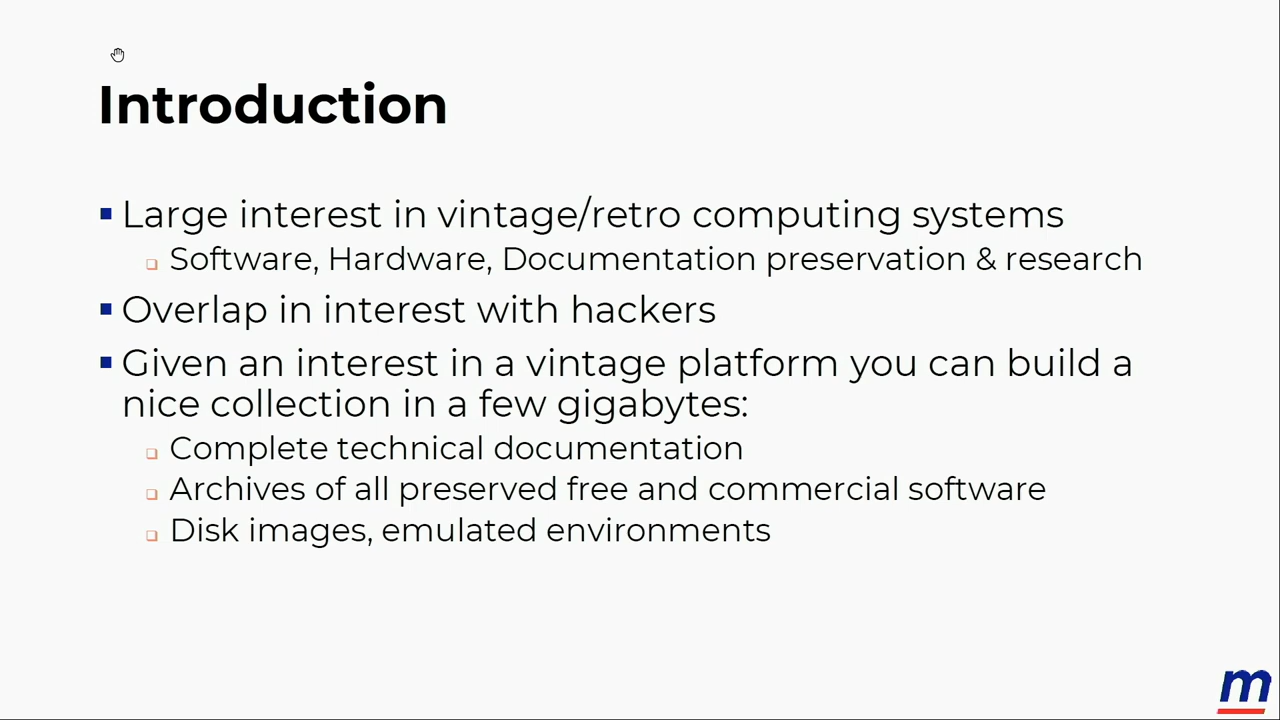 Introduction
Large interest in vintage/retro computing systems
Software, Hardware, Documentation preservation & research
Overlap in interest with hackers
Given an interest in a vintage platform you can build a
nice collection in a few gigabytes:
Complete technical documentation
Archives of all preserved free and commercial software
Disk images, emulated environments
m